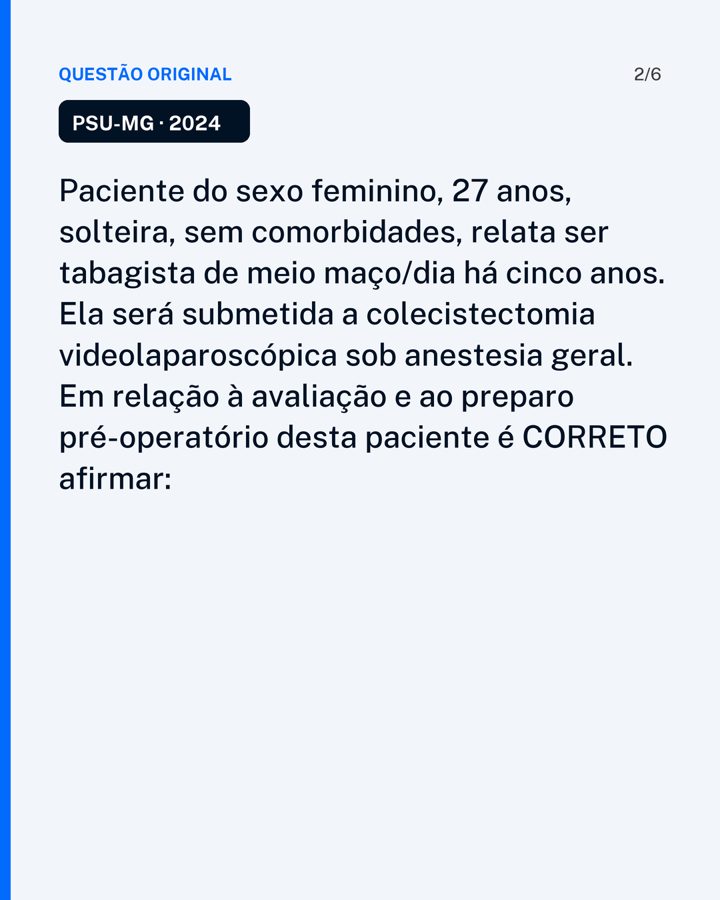 QUESTÃO ORIGINAL
2/6
PSU-MG · 2024
Paciente do sexo feminino, 27 anos,
solteira, sem comorbidades, relata ser
tabagista de meio maço/dia há cinco anos.
Ela será submetida a colecistectomia
videolaparoscópica sob anestesia geral.
Em relação à avaliação e ao preparo
pré-operatório desta paciente é CORRETO
afirmar: